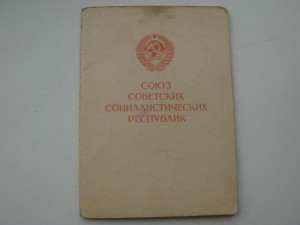 СОЮЗ
СОВЕТСКИХ
СОЦИАЛИСТИЧЕСКИХ
РЕСПУБЛИК